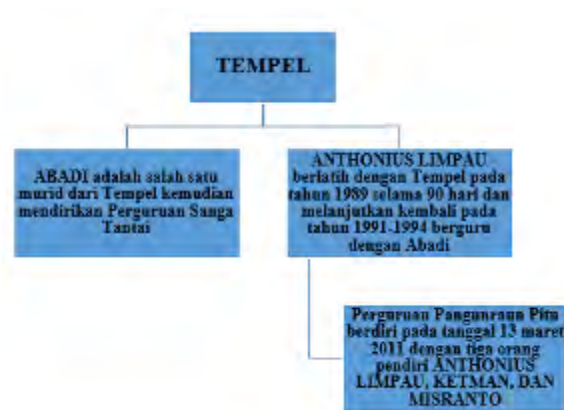 TEMPEL
ABADI adalah salah satu
murid dari Tempel kemudian
mendirikan Perguruan Sanga
Tantai
ANTHONIUS LIMPAU
berlatih dengan Tempel pada
tahun 1989 selama 90 hari dan
melanjutkan kembali pada
tahun 1991-1994 berguru
dengan Abadi
Perguruan Pangunraun Pitu
berdiri pada tanggal 13 maret
2011 dengan tiga orang
pendiri ANTHONIUS
LIMPAU, KETMAN, DAN
MISRANTO